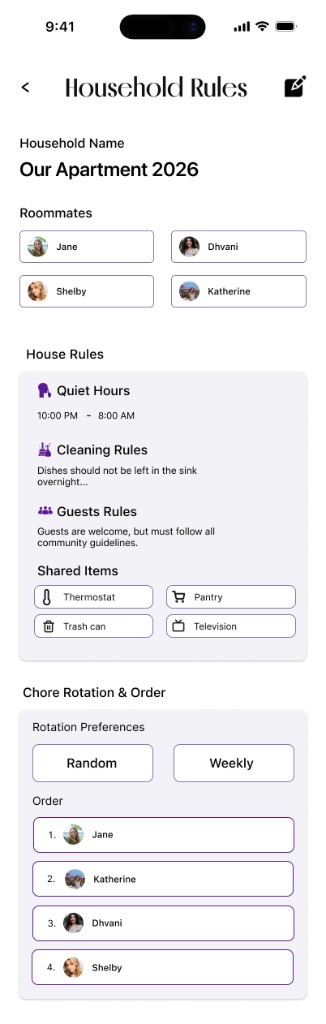 9:41
Household Rules
Household Name
Our Apartment 2026
Roommates
Jane
Dhvani
Shelby
Katherine
House Rules
Quiet Hours
10:00 PM - 8:00 AM
Cleaning Rules
Dishes should not be left in the sink
overnight...
Guests Rules
Guests are welcome, but must follow all
community guidelines.
Shared Items
Thermostat
Pantry
Trash can
Television
Chore Rotation & Order
Rotation Preferences
Random
Weekly
Order
1. Jane
2. Katherine
3. Dhvani
4. Shelby